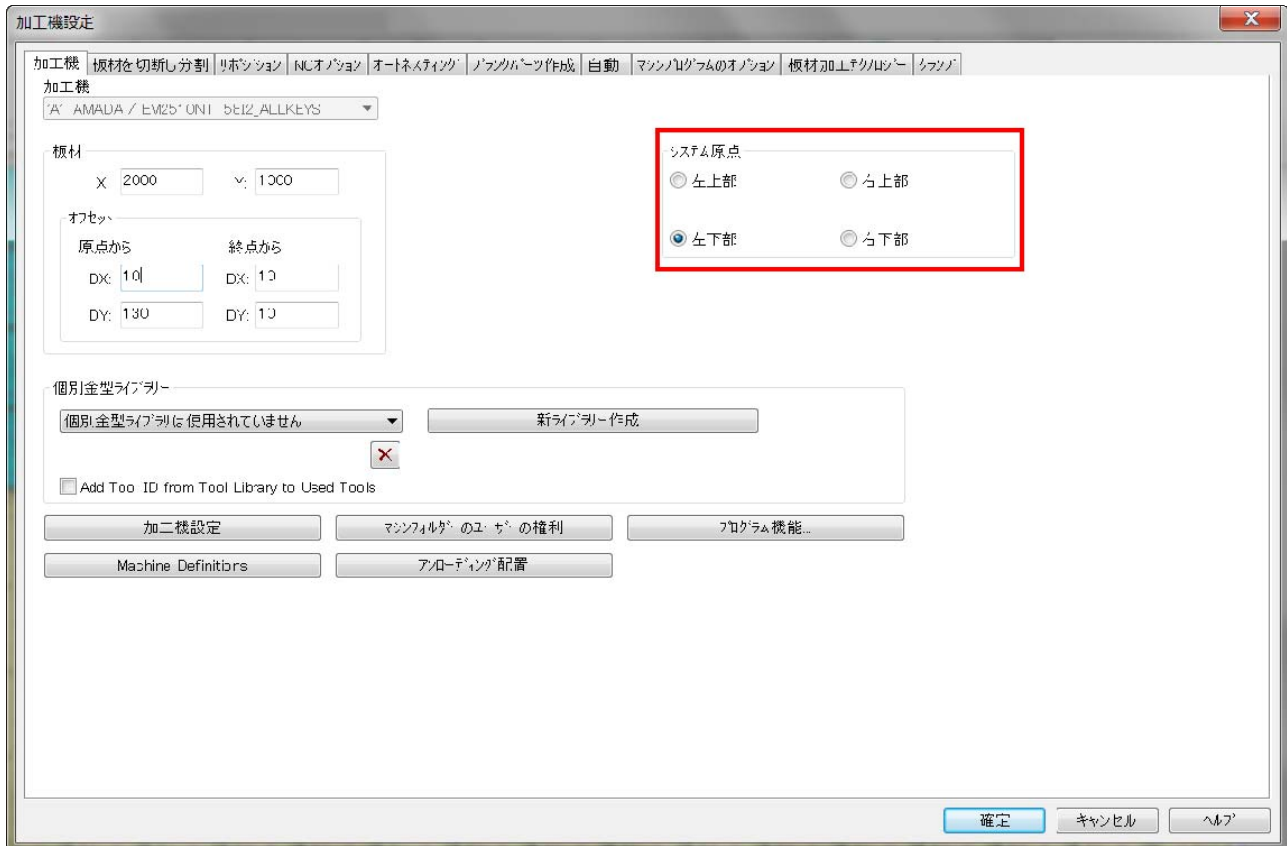 加工機設定
加工機 板材を切断し分割 リポジション NCオプション オートネスティング ブランクパーツ作成 自動 マシンプログラムのオプション 板材加工テクノロジー クランプ
加工機
板材
X 2000 Y: 1000
オフセット
原点から 終点から
DX: 10 DX: 10
DY: 130 DY: 10
システム原点
左上部 右上部
左下部 右下部
個別金型ライブラリー
個別金型ライブラリは使用されていません 新ライブラリー作成
Add Tool ID from Tool Library to Used Tools
加工機設定 マシンフォルダーのユーザーの権利 プログラム機能...
Machine Definitions アンローディング配置
確定 キャンセル ヘルプ